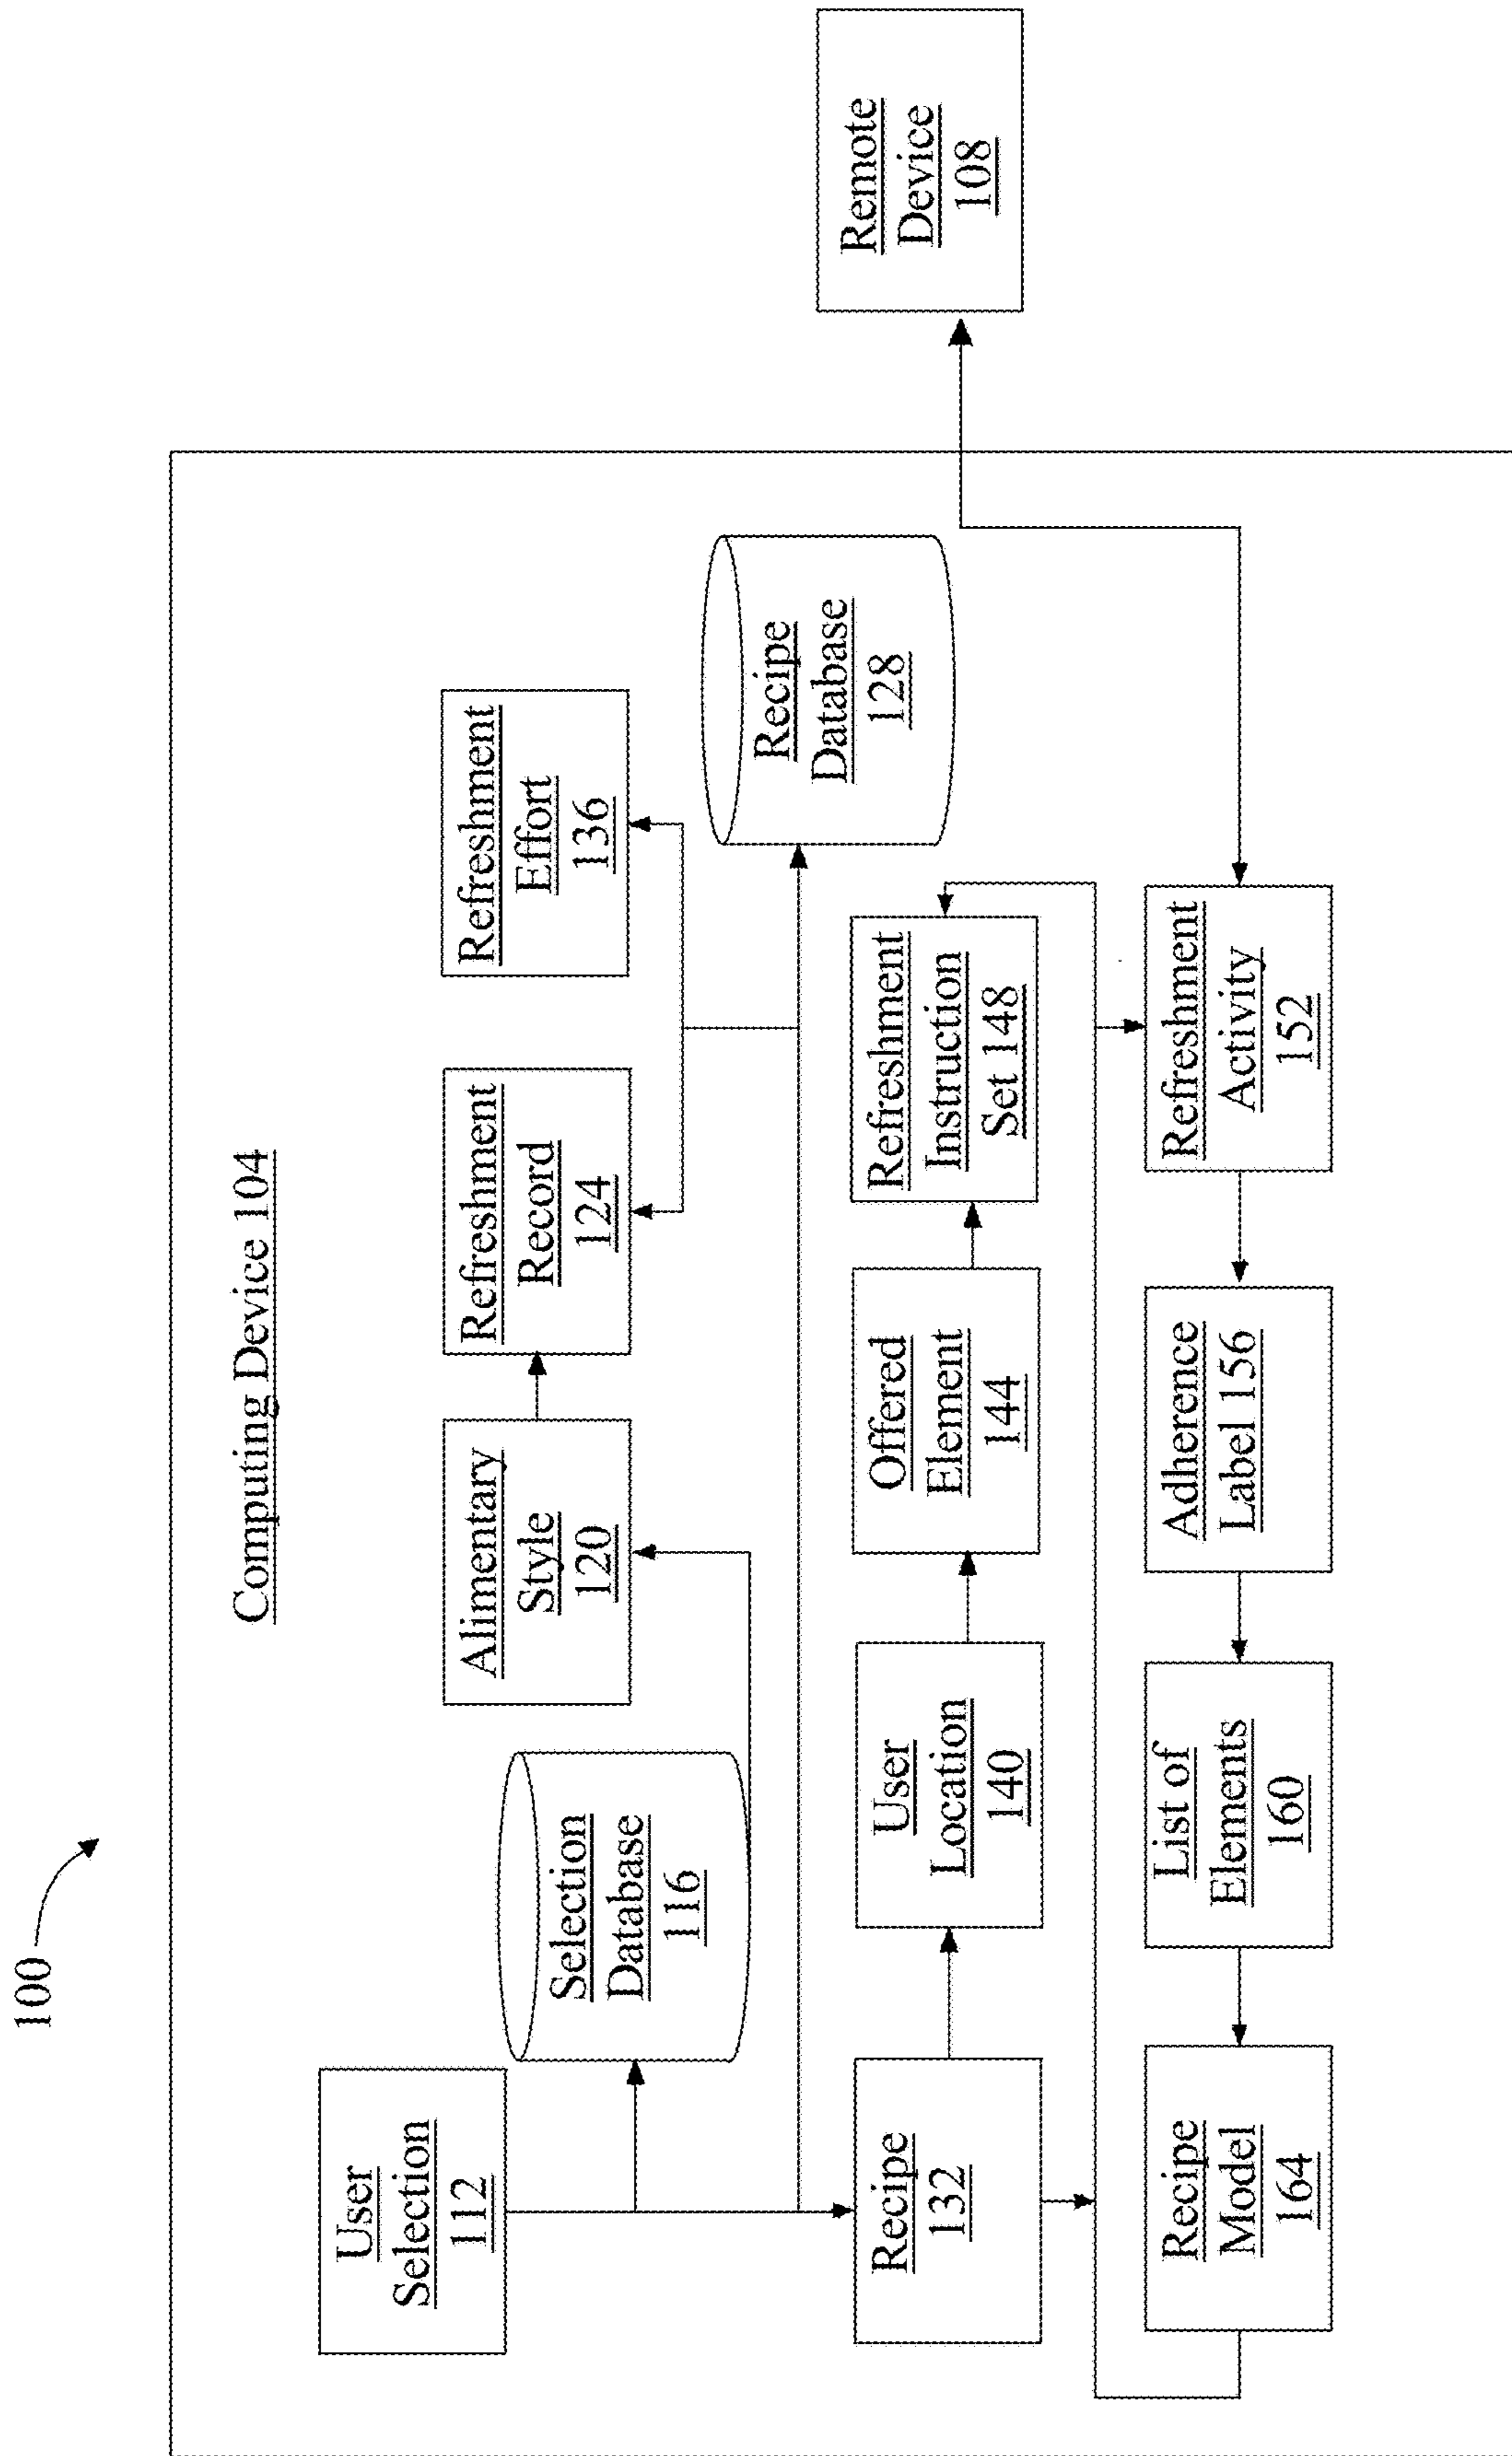 100
Computing Device 104
User
Selection
112
Selection
Database
116
Alimentary
Style
120
Refreshment
Record
124
Refreshment
Effort
136
Recipe
Database
128
Recipe
132
User
Location
140
Offered
Element
144
Refreshment
Instruction
Set 148
Recipe
Model
164
List of
Elements
160
Adherence
Label 156
Refreshment
Activity
152
Remote
Device
108